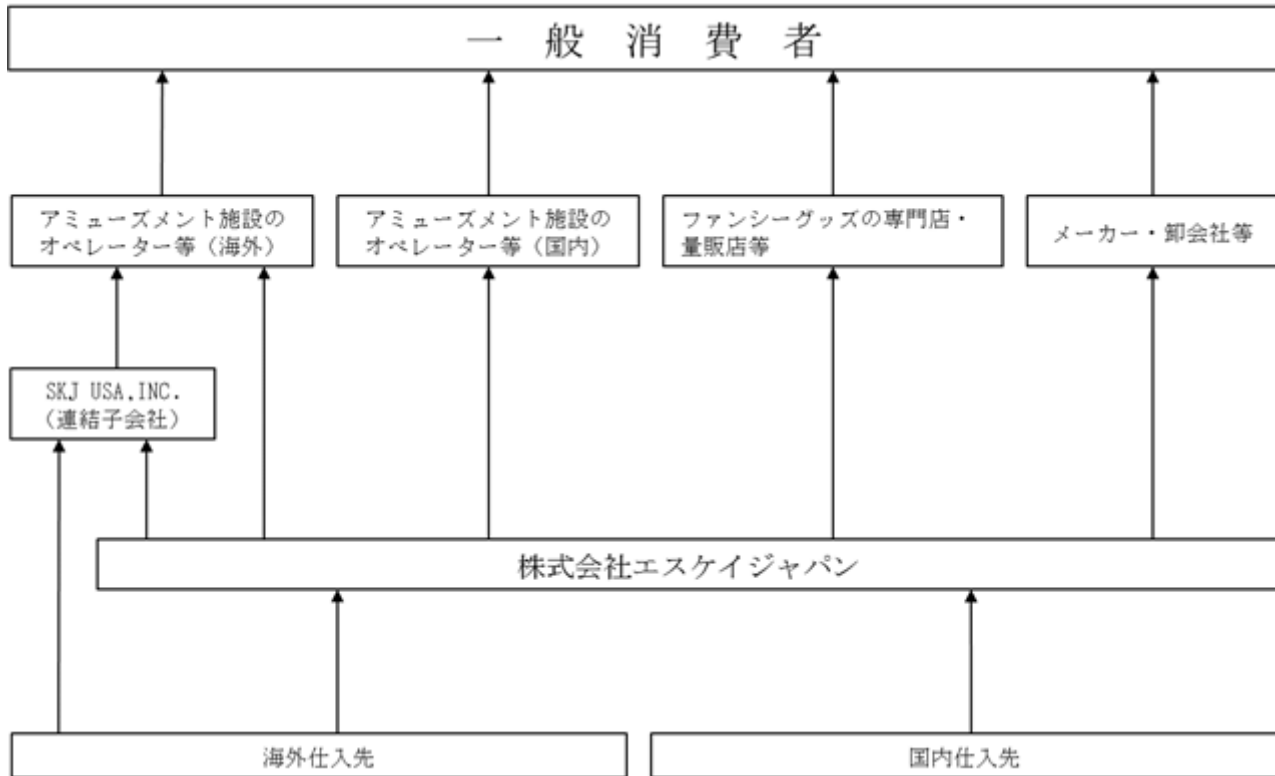 一般消費者
アミューズメント施設の
オペレーター等（海外）
アミューズメント施設の
オペレーター等（国内）
ファンシーグッズの専門店・
量販店等
メーカー・卸会社等
SKJ USA,INC.
（連結子会社）
株式会社エスケイジャパン
海外仕入先
国内仕入先